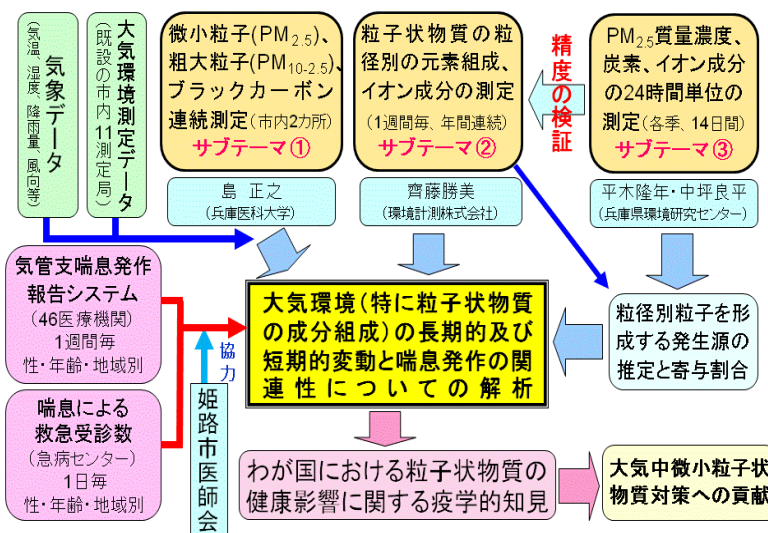 気象データ
(気温、湿度、降雨量、風向等)
大気環境測定データ
(既設の市内11測定局)
微小粒子(PM2.5)、
粗大粒子(PM10-2.5)、
ブラックカーボン
連続測定(市内2カ所)
サブテーマ①
粒子状物質の粒
径別の元素組成、
イオン成分の測定
(1週間毎、年間連続)
サブテーマ②
精度の検証
PM2.5質量濃度、
炭素、イオン成分
の24時間単位の
測定(各季、14日間)
サブテーマ③
島 正之
(兵庫医科大学)
齊藤勝美
(環境計測株式会社)
平木隆年・中坪良平
(兵庫県環境研究センター)
気管支喘息発作
報告システム
(46医療機関)
1週間毎
性・年齢・地域別
喘息による
救急受診数
(急病センター)
1日毎
性・年齢・地域別
協力
姫路市医師会
大気環境(特に粒子状物質
の成分組成)の長期的及び
短期的変動と喘息発作の関
連性についての解析
粒径別粒子を形
成する発生源の
推定と寄与割合
わが国における粒子状物質の
健康影響に関する疫学的知見
大気中微小粒子状
物質対策への貢献